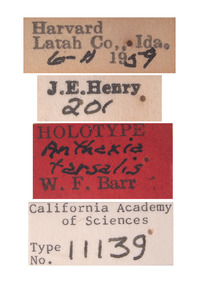 Harvard
Latah Co., Ida.
6-11 1959
J.E.Henry
201
HOLOTYPE
Anthaxia
tarsalis
W. F. Barr
California Academy
of Sciences
Type
No. 11139